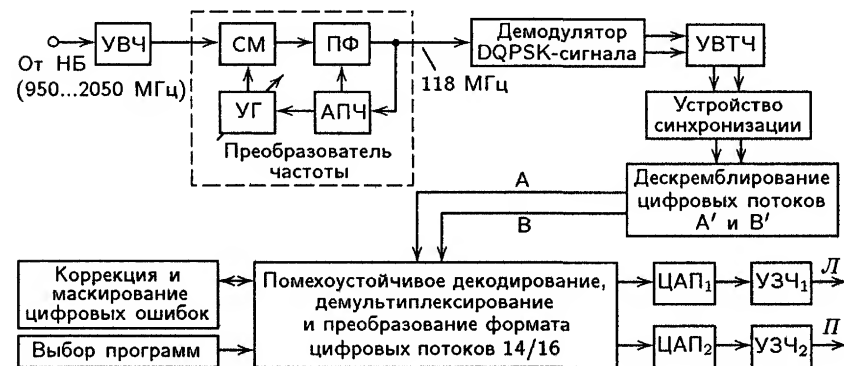 От НБ
(950...2050 МГц)
УВЧ
СМ
ПФ
УГ
АПЧ
Преобразователь
частоты
118 МГц
Демодулятор
DQPSK-сигнала
УВТЧ
Устройство
синхронизации
Дескремблирование
цифровых потоков
A′ и B′
A
B
Коррекция и
маскирование
цифровых ошибок
Выбор программ
Помехоустойчивое декодирование,
демультиплексирование
и преобразование формата
цифровых потоков 14/16
ЦАП₁
УЗЧ₁
Л
ЦАП₂
УЗЧ₂
П